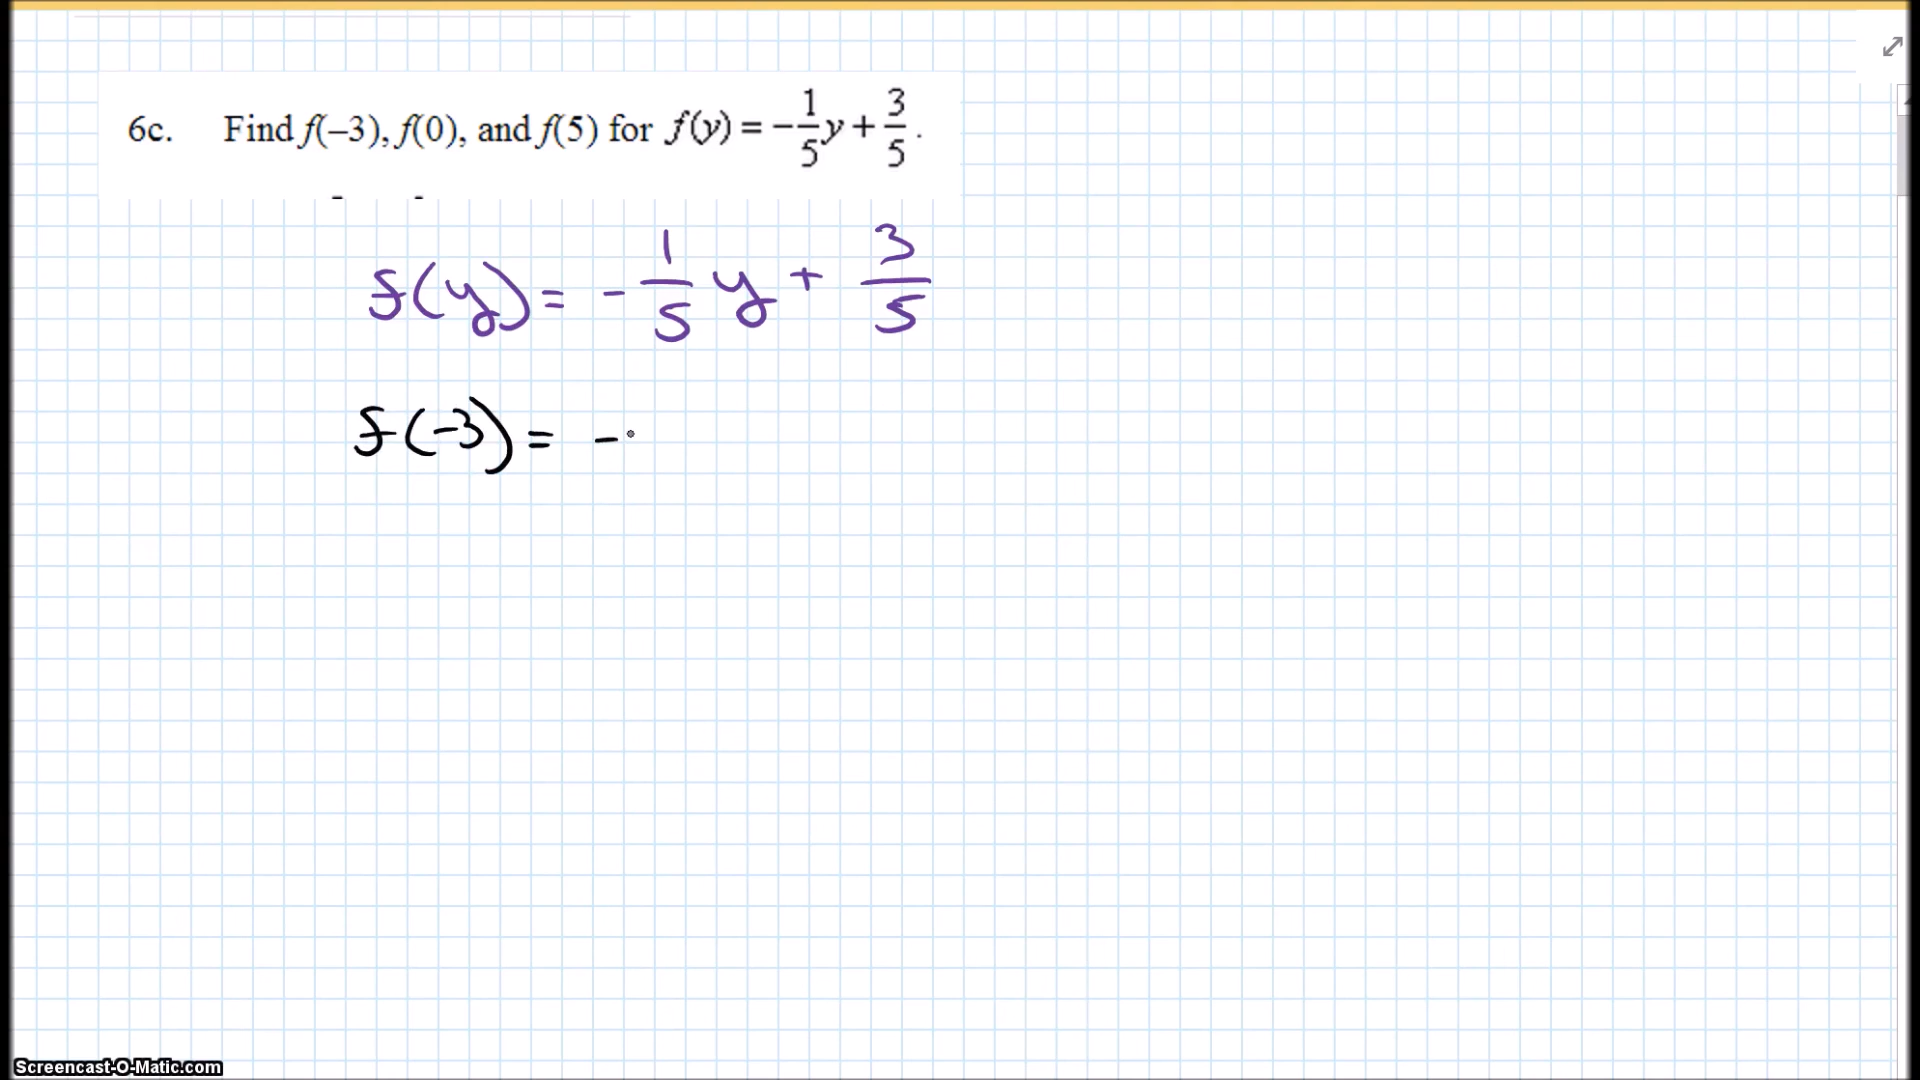 6c. Find f(–3), f(0), and f(5) for f(y) = -1/5 y + 3/5.
f(y) = - 1/5 y + 3/5
f(-3) = -
Screencast-O-Matic.com